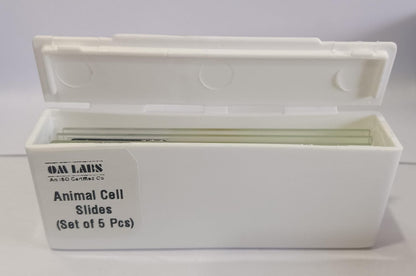 OM LABS
An ISO Certified Co
Animal Cell
Slides
(Set of 5 Pcs)